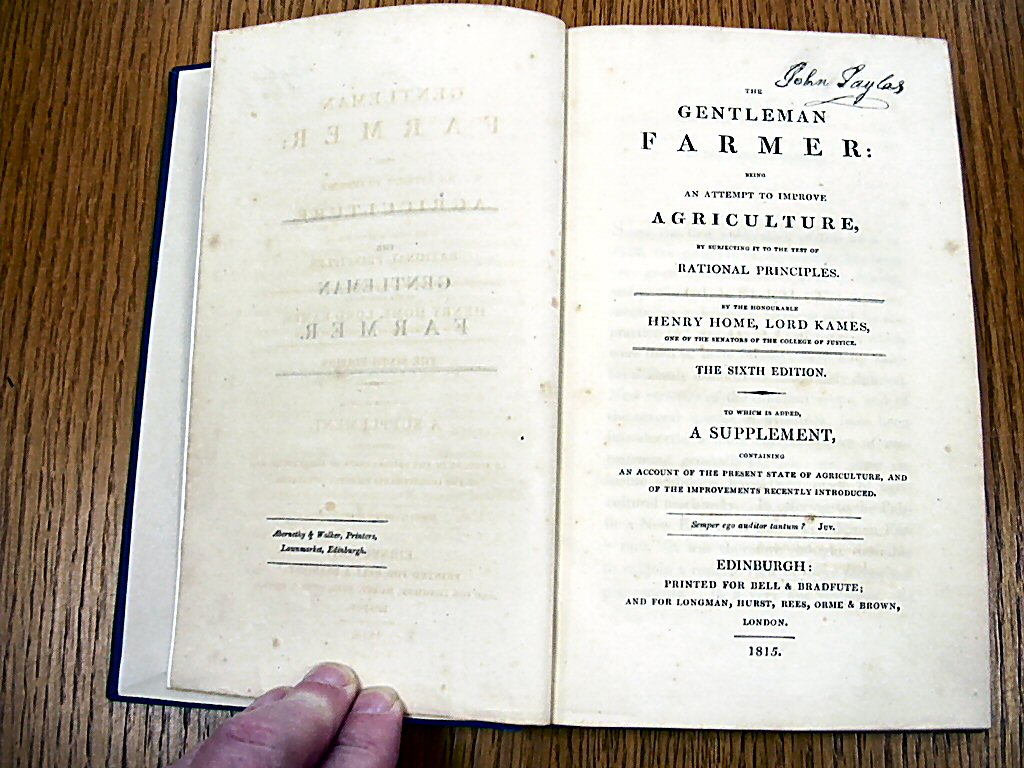 Abernethy & Walker, Printers,
Lawnmarket, Edinburgh.
John Taylor
THE
GENTLEMAN
FARMER:
BEING
AN ATTEMPT TO IMPROVE
AGRICULTURE,
BY SUBJECTING IT TO THE TEST OF
RATIONAL PRINCIPLES.
BY THE HONOURABLE
HENRY HOME, LORD KAMES,
ONE OF THE SENATORS OF THE COLLEGE OF JUSTICE.
THE SIXTH EDITION.
TO WHICH IS ADDED,
A SUPPLEMENT,
CONTAINING
AN ACCOUNT OF THE PRESENT STATE OF AGRICULTURE, AND
OF THE IMPROVEMENTS RECENTLY INTRODUCED.
Semper ego auditor tantum? JUV.
EDINBURGH:
PRINTED FOR BELL & BRADFUTE;
AND FOR LONGMAN, HURST, REES, ORME & BROWN,
LONDON.
1815.